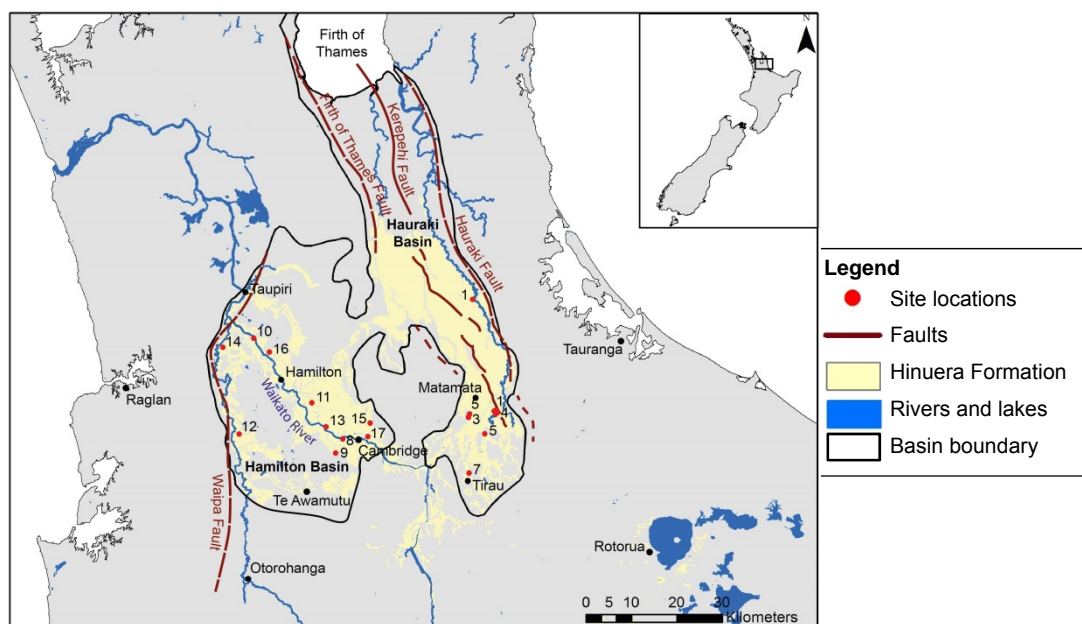 Firth of
Thames
N
Firth of Thames Fault
Kerepehi Fault
Hauraki
Basin
Hauraki Fault
Taupiri
1
10
14
16
Hamilton
Tauranga
Matamata
Raglan
Waikato River
11
5
1
3
4
13
15
12
8
17
5
Cambridge
9
Hamilton Basin
7
Tirau
Te Awamutu
Waipa Fault
Rotorua
Otorohanga
0
5
10
20
30
Kilometers
Legend
Site locations
Faults
Hinuera Formation
Rivers and lakes
Basin boundary